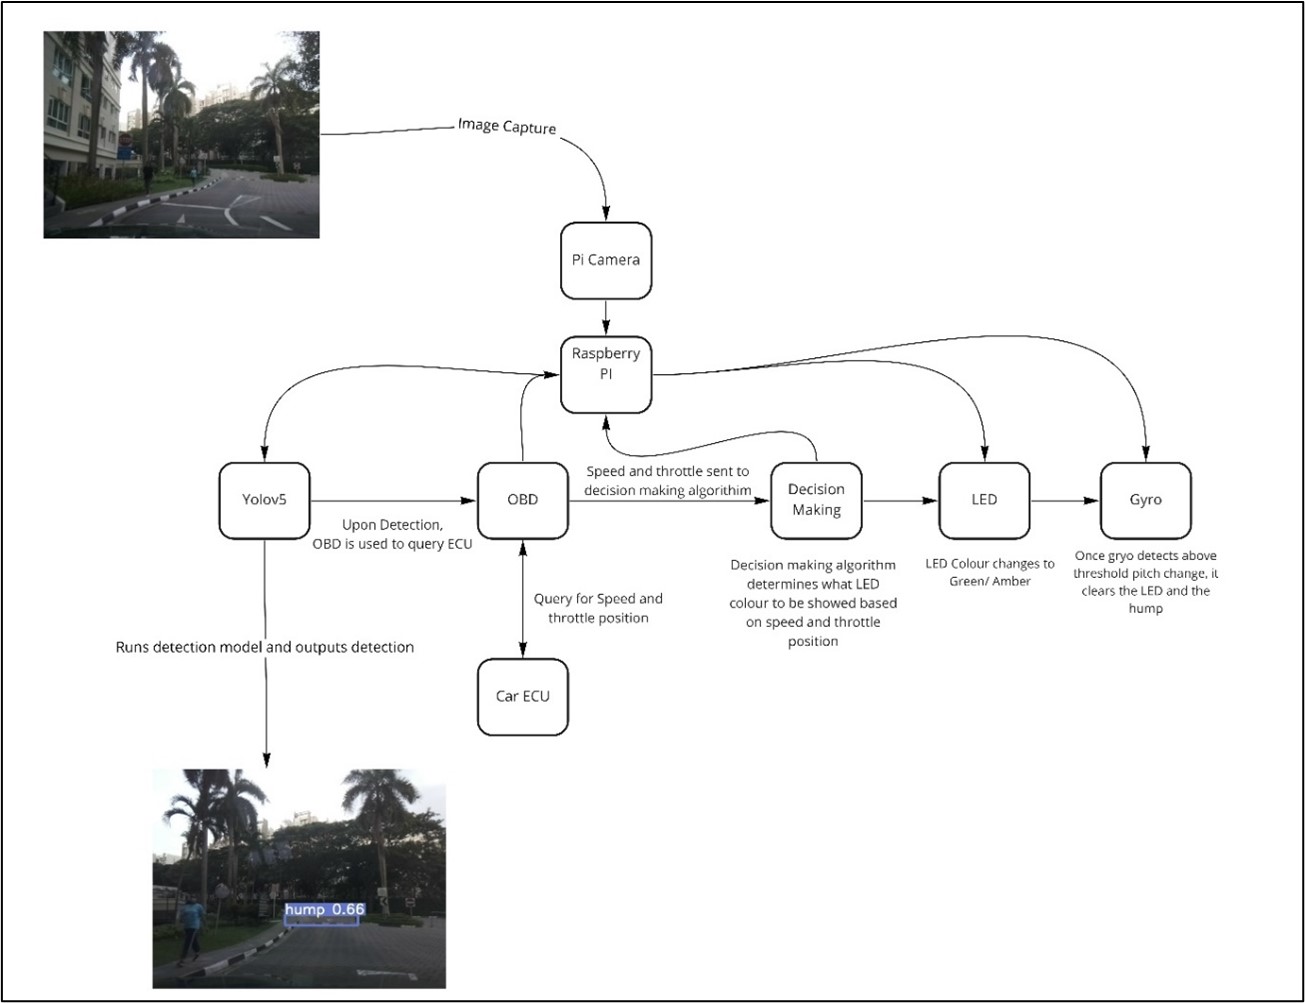 Image Capture
Pi Camera
Raspberry
PI
Yolov5
Upon Detection,
OBD is used to query ECU
OBD
Speed and throttle sent to
decision making algorithim
Decision
Making
LED
Gyro
Query for Speed and
throttle position
Decision making algorithm
determines what LED
colour to be showed based
on speed and throttle
position
LED Colour changes to
Green/ Amber
Once gryo detects above
threshold pitch change, it
clears the LED and the
hump
Runs detection model and outputs detection
Car ECU
hump 0.66